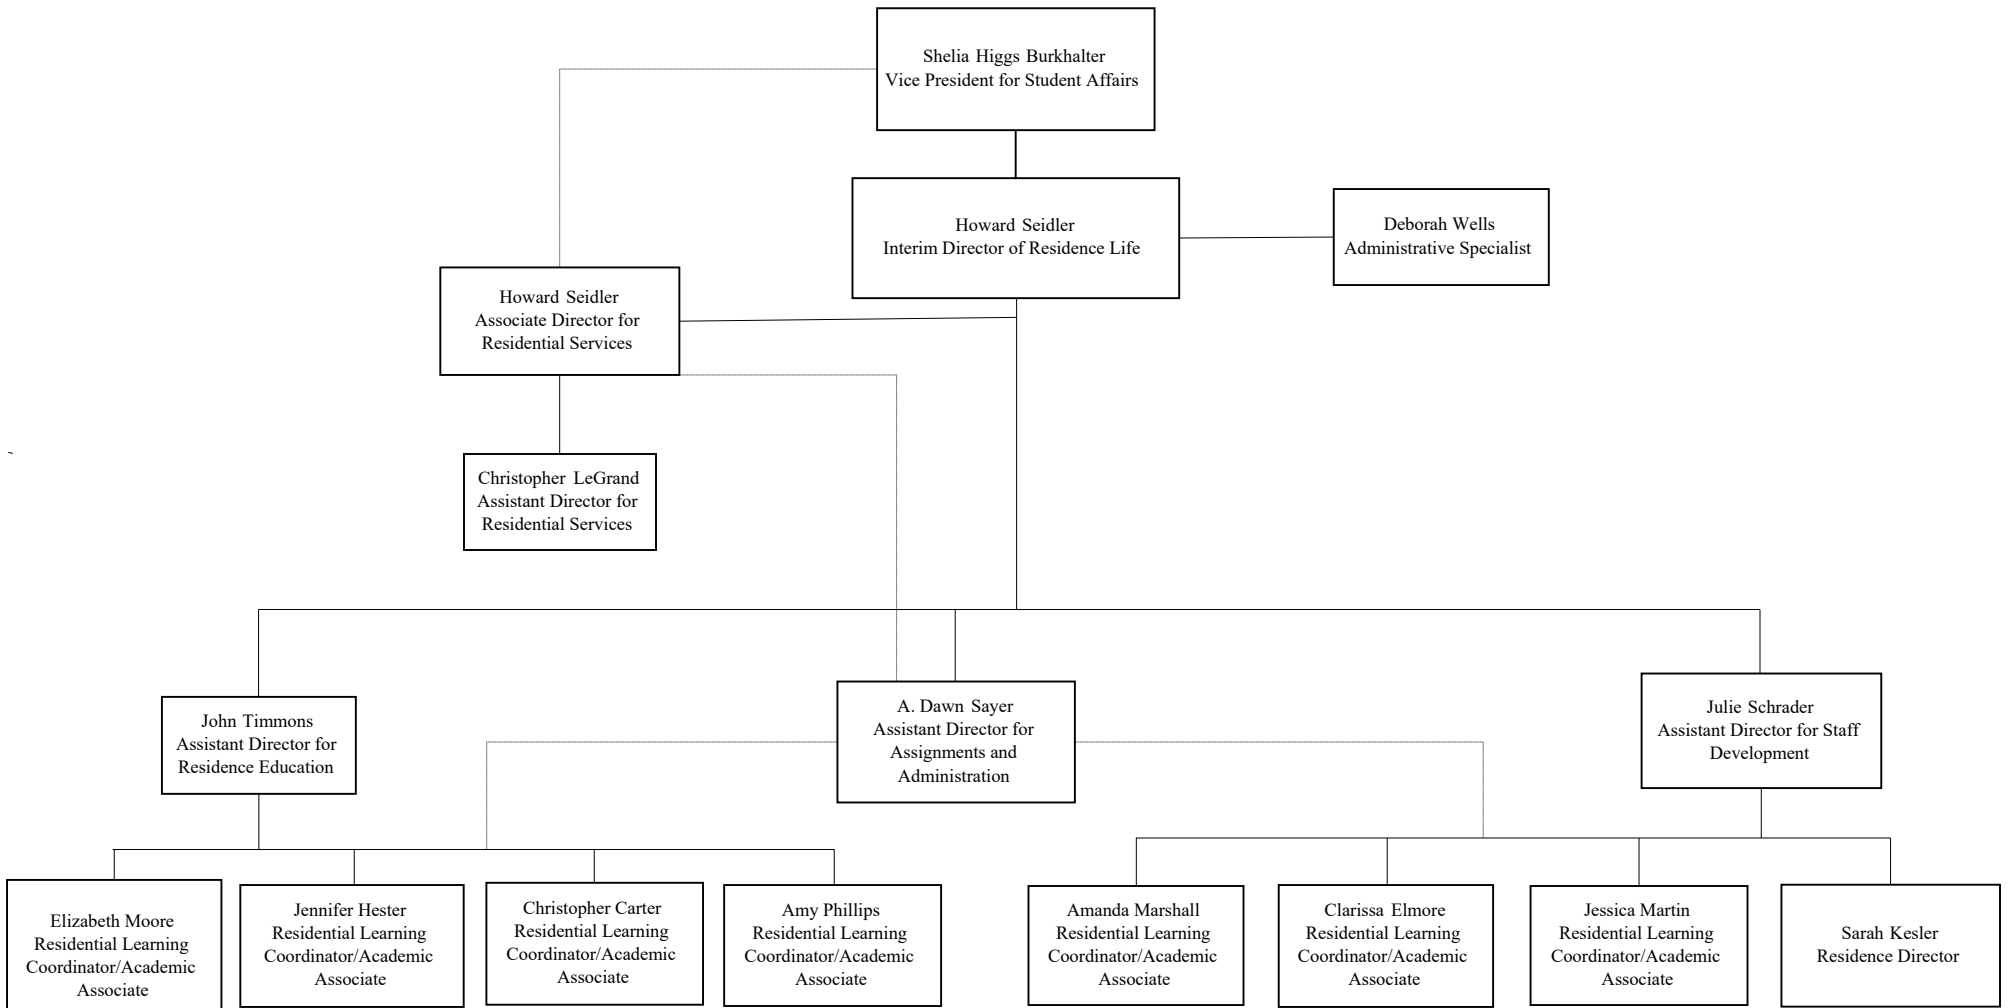 Shelia Higgs Burkhalter
Vice President for Student Affairs
Howard Seidler
Interim Director of Residence Life
Deborah Wells
Administrative Specialist
Howard Seidler
Associate Director for
Residential Services
Christopher LeGrand
Assistant Director for
Residential Services
John Timmons
Assistant Director for
Residence Education
A. Dawn Sayer
Assistant Director for
Assignments and
Administration
Julie Schrader
Assistant Director for Staff
Development
Elizabeth Moore
Residential Learning
Coordinator/Academic
Associate
Jennifer Hester
Residential Learning
Coordinator/Academic
Associate
Christopher Carter
Residential Learning
Coordinator/Academic
Associate
Amy Phillips
Residential Learning
Coordinator/Academic
Associate
Amanda Marshall
Residential Learning
Coordinator/Academic
Associate
Clarissa Elmore
Residential Learning
Coordinator/Academic
Associate
Jessica Martin
Residential Learning
Coordinator/Academic
Associate
Sarah Kesler
Residence Director